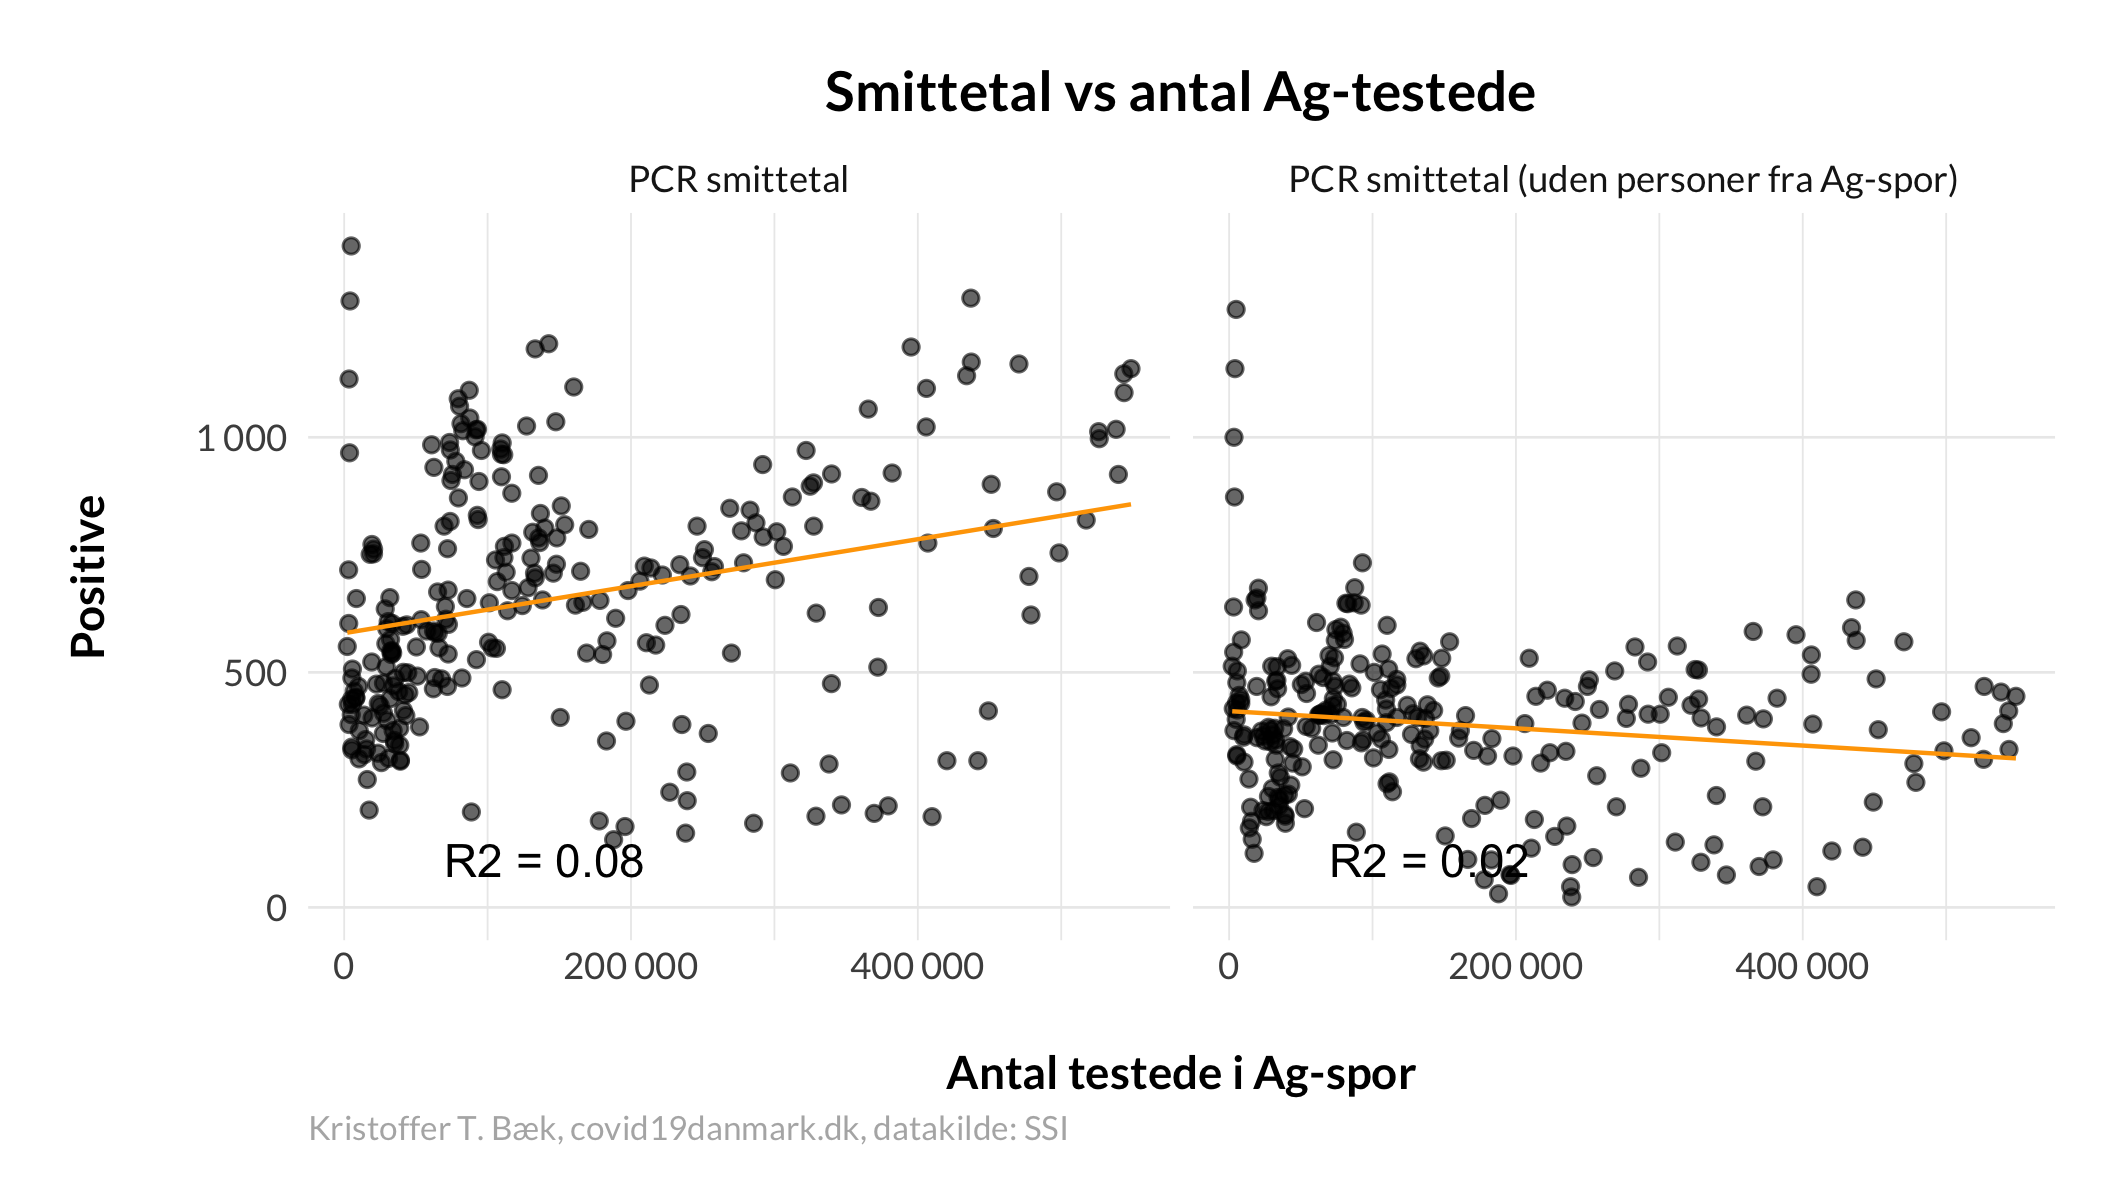 Smittetal vs antal Ag-testede
PCR smittetal
PCR smittetal (uden personer fra Ag-spor)
Positive
1 000
500
0
R2 = 0.08
R2 = 0.02
0
200 000
400 000
0
200 000
400 000
Antal testede i Ag-spor
Kristoffer T. Bæk, covid19danmark.dk, datakilde: SSI